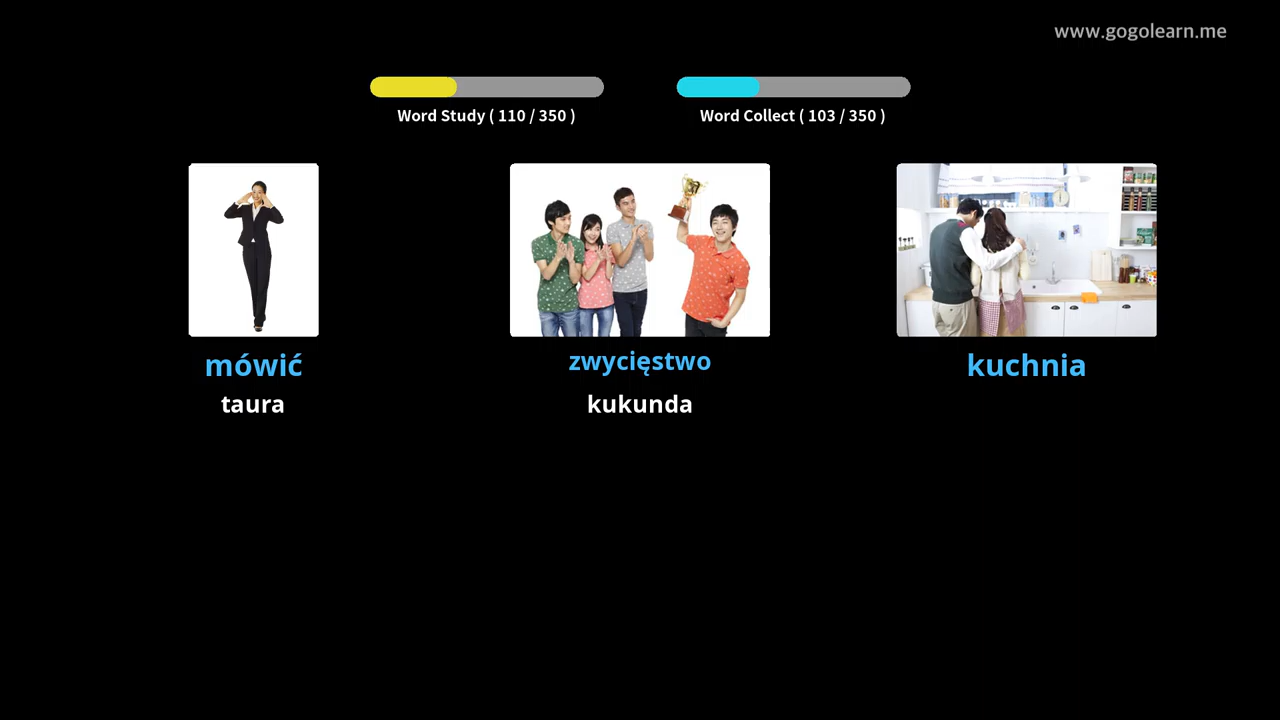 www.gogolearn.me
Word Study ( 110 / 350 )
Word Collect ( 103 / 350 )
mówić
zwycięstwo
kuchnia
taura
kukunda